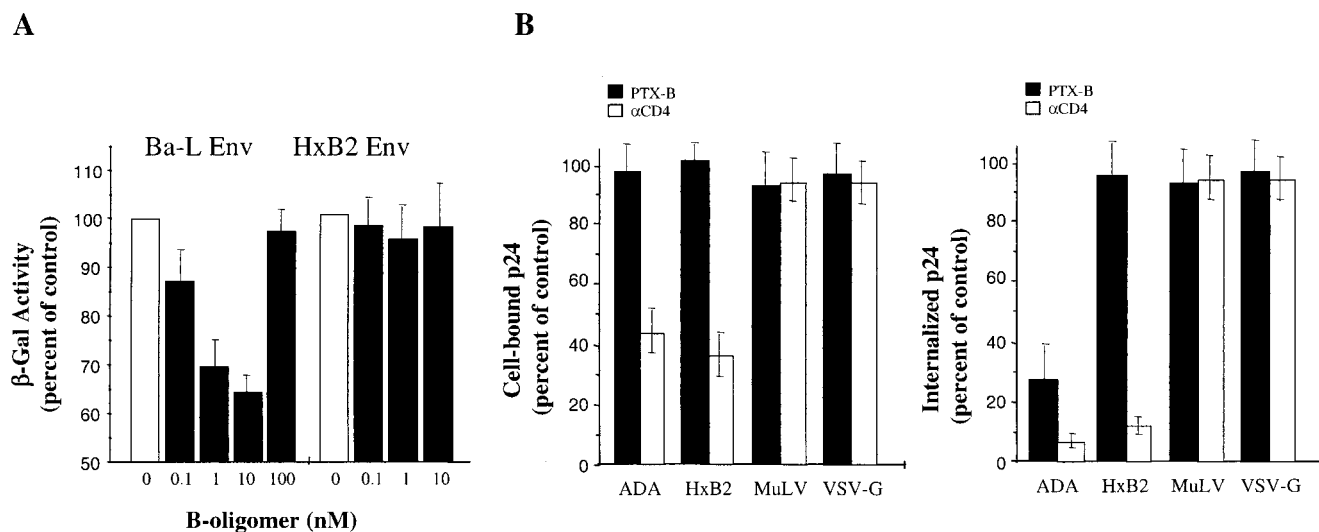 A
B
Ba-L Env HxB2 Env
β-Gal Activity
(percent of control)
110
100
90
80
70
60
50
0 0.1 1 10 100 0 0.1 1 10
B-oligomer (nM)
PTX-B
αCD4
Cell-bound p24
(percent of control)
100
80
60
40
20
0
ADA HxB2 MuLV VSV-G
PTX-B
αCD4
Internalized p24
(percent of control)
100
80
60
40
20
0
ADA HxB2 MuLV VSV-G